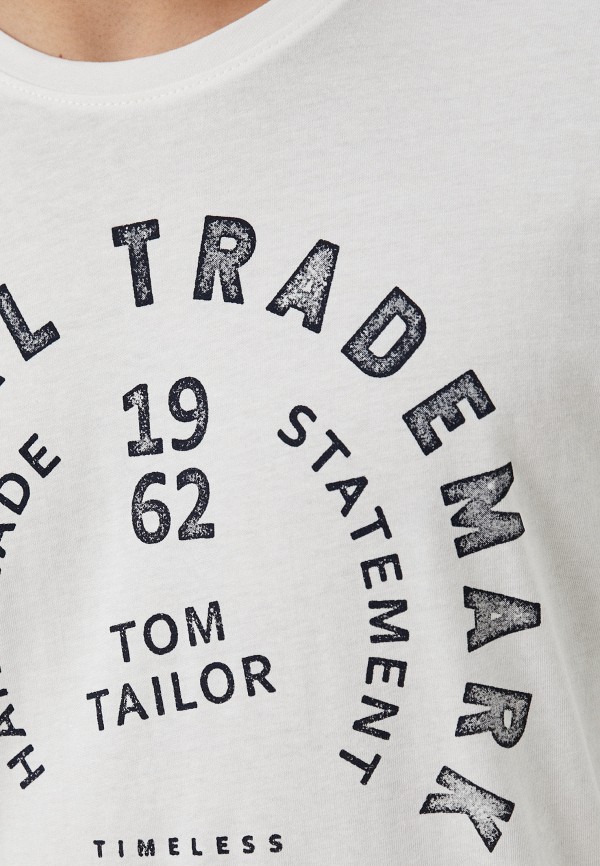 TRADEMARK
19
62
STATEMENT
TOM
TAILOR
TIMELESS